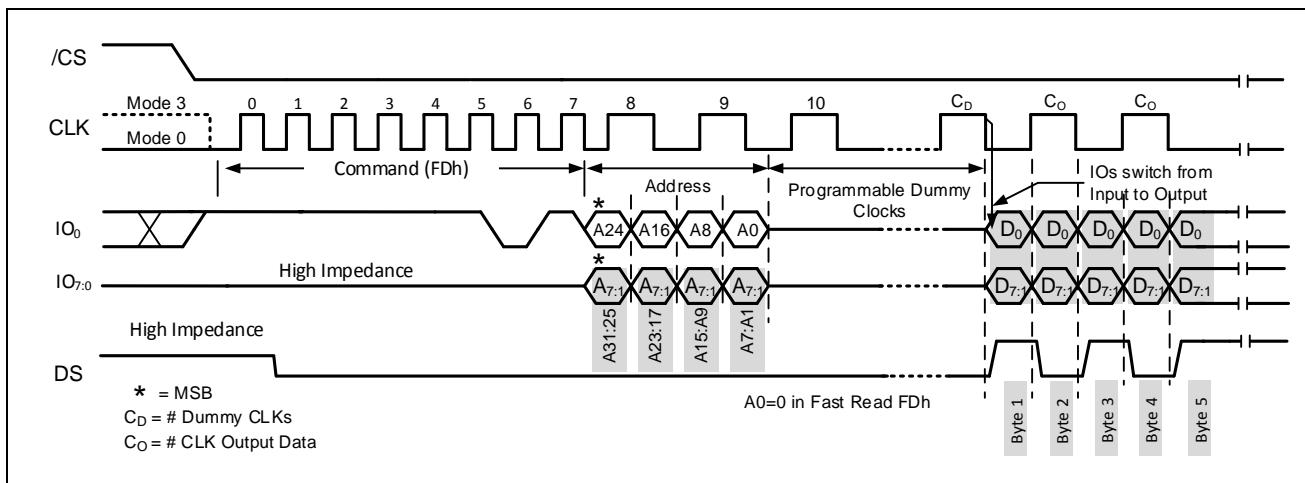 /CS
Mode 3
0 1 2 3 4 5 6 7 8 9 10 C_D C_O C_O
CLK
Mode 0
Command (FDh)
Address
Programmable Dummy
Clocks
IOs switch from
Input to Output
*
IO_0
A24 A16 A8 A0
D_0 D_0 D_0 D_0 D_0
*
High Impedance
IO_7:0
A_7:1 A_7:1 A_7:1 A_7:1
D_7:1 D_7:1 D_7:1 D_7:1 D_7:1
A31:25
A23:17
A15:A9
A7:A1
High Impedance
DS
* = MSB
C_D = # Dummy CLKs
C_O = # CLK Output Data
A0=0 in Fast Read FDh
Byte 1
Byte 2
Byte 3
Byte 4
Byte 5